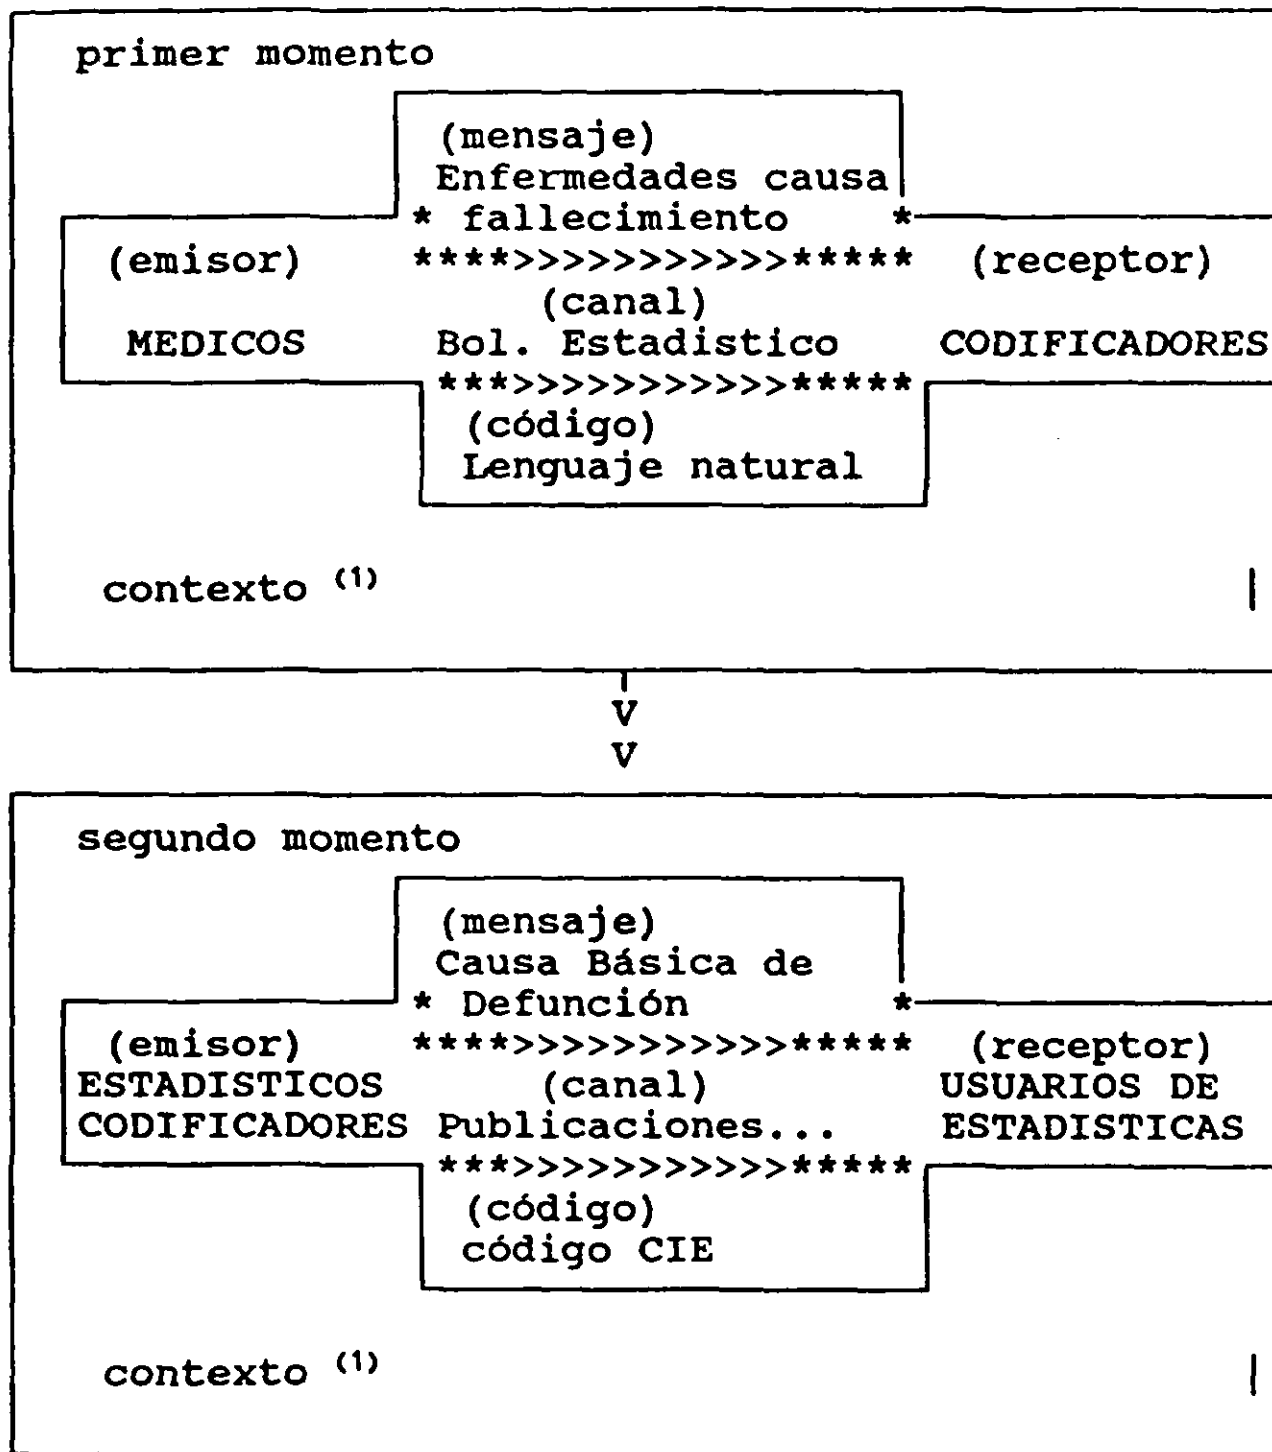 primer momento
(mensaje)
Enfermedades causa
* fallecimiento *
(emisor) ****>>>>>>>>>>>***** (receptor)
(canal)
MEDICOS Bol. Estadistico CODIFICADORES
***>>>>>>>>>>>*****
(código)
Lenguaje natural
contexto (1)
V
V
segundo momento
(mensaje)
Causa Básica de
* Defunción *
(emisor) ****>>>>>>>>>>>***** (receptor)
ESTADISTICOS (canal) USUARIOS DE
CODIFICADORES Publicaciones... ESTADISTICAS
***>>>>>>>>>>>*****
(código)
código CIE
contexto (1)